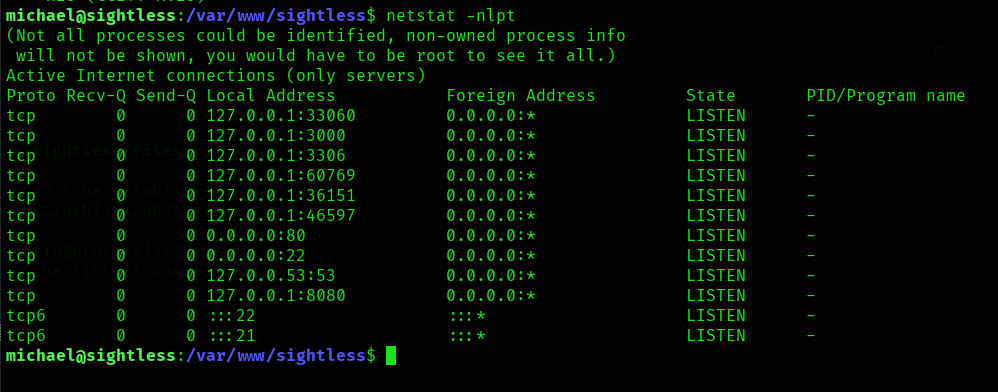 michael@sightless:/var/www/sightless$ netstat -nlpt
(Not all processes could be identified, non-owned process info
 will not be shown, you would have to be root to see it all.)
Active Internet connections (only servers)
Proto Recv-Q Send-Q Local Address           Foreign Address         State       PID/Program name
tcp        0      0 127.0.0.1:33060         0.0.0.0:*               LISTEN      -
tcp        0      0 127.0.0.1:3000          0.0.0.0:*               LISTEN      -
tcp        0      0 127.0.0.1:3306          0.0.0.0:*               LISTEN      -
tcp        0      0 127.0.0.1:60769         0.0.0.0:*               LISTEN      -
tcp        0      0 127.0.0.1:36151         0.0.0.0:*               LISTEN      -
tcp        0      0 127.0.0.1:46597         0.0.0.0:*               LISTEN      -
tcp        0      0 0.0.0.0:80              0.0.0.0:*               LISTEN      -
tcp        0      0 0.0.0.0:22              0.0.0.0:*               LISTEN      -
tcp        0      0 127.0.0.53:53           0.0.0.0:*               LISTEN      -
tcp        0      0 127.0.0.1:8080          0.0.0.0:*               LISTEN      -
tcp6       0      0 :::22                   :::*                    LISTEN      -
tcp6       0      0 :::21                   :::*                    LISTEN      -
michael@sightless:/var/www/sightless$